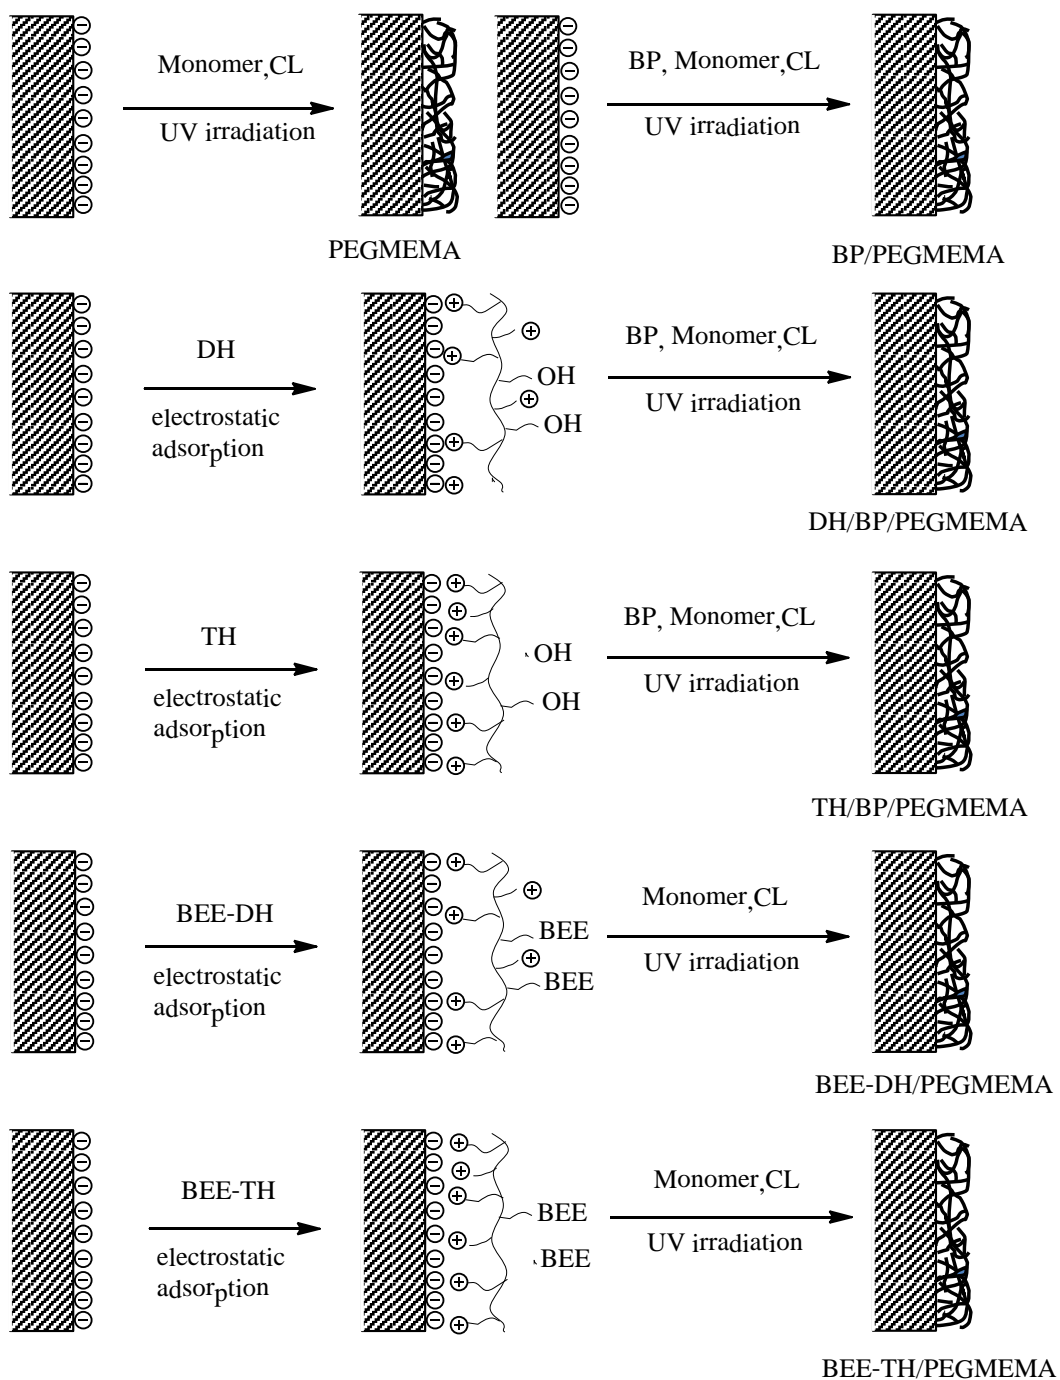 Monomer,CL
UV irradiation
PEGMEMA
BP, Monomer,CL
UV irradiation
BP/PEGMEMA
DH
electrostatic
adsorption
OH
OH
BP, Monomer,CL
UV irradiation
DH/BP/PEGMEMA
TH
electrostatic
adsorption
OH
OH
BP, Monomer,CL
UV irradiation
TH/BP/PEGMEMA
BEE-DH
electrostatic
adsorption
BEE
BEE
Monomer,CL
UV irradiation
BEE-DH/PEGMEMA
BEE-TH
electrostatic
adsorption
BEE
BEE
Monomer,CL
UV irradiation
BEE-TH/PEGMEMA